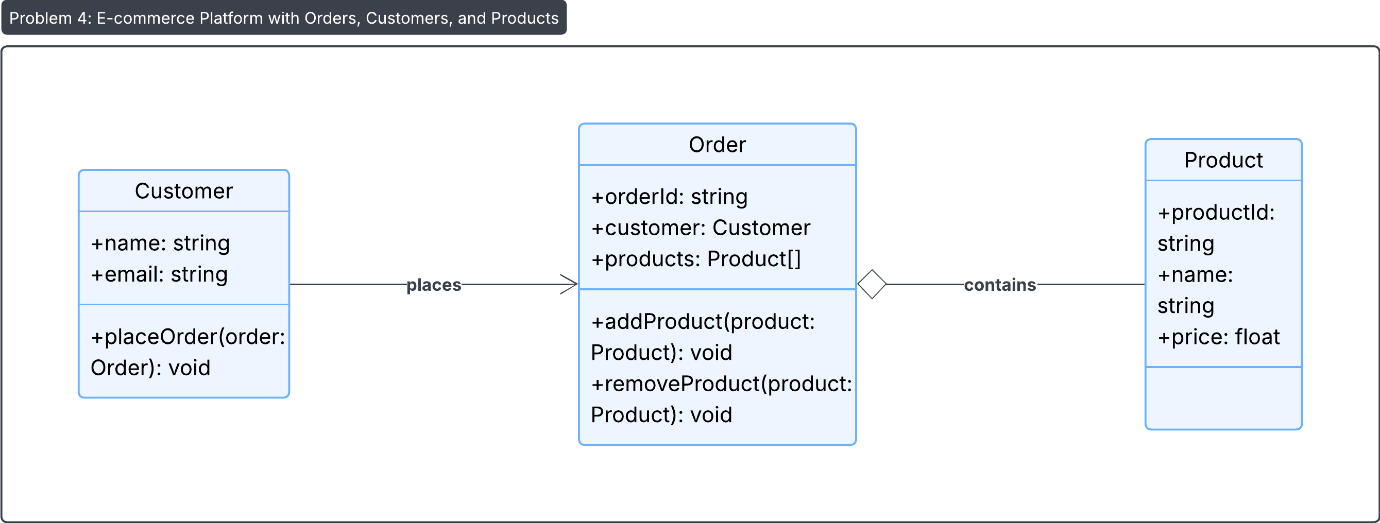 Problem 4: E-commerce Platform with Orders, Customers, and Products
Customer
+name: string
+email: string
+placeOrder(order:
Order): void
places
Order
+orderId: string
+customer: Customer
+products: Product[]
+addProduct(product:
Product): void
+removeProduct(product:
Product): void
contains
Product
+productId:
string
+name:
string
+price: float